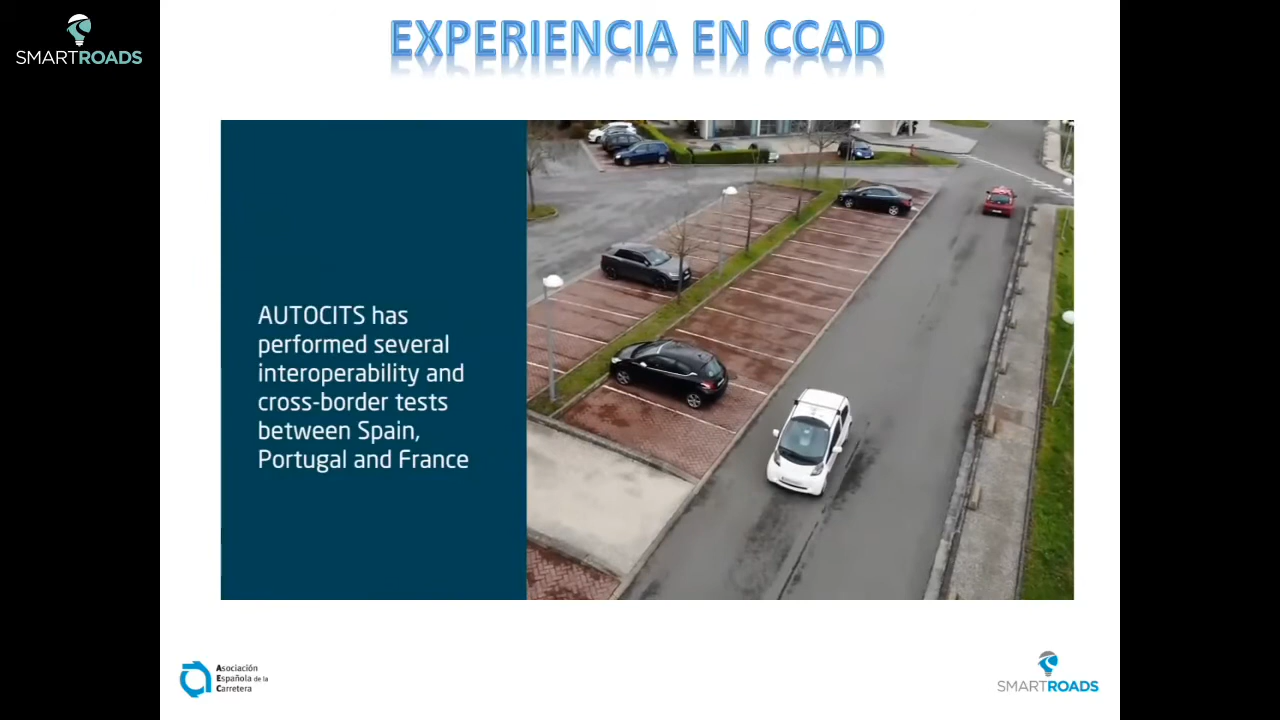 SMARTROADS
EXPERIENCIA EN CCAD
AUTOCITS has
performed several
interoperability and
cross-border tests
between Spain,
Portugal and France
Asociación
Española de la
Carretera
SMARTROADS